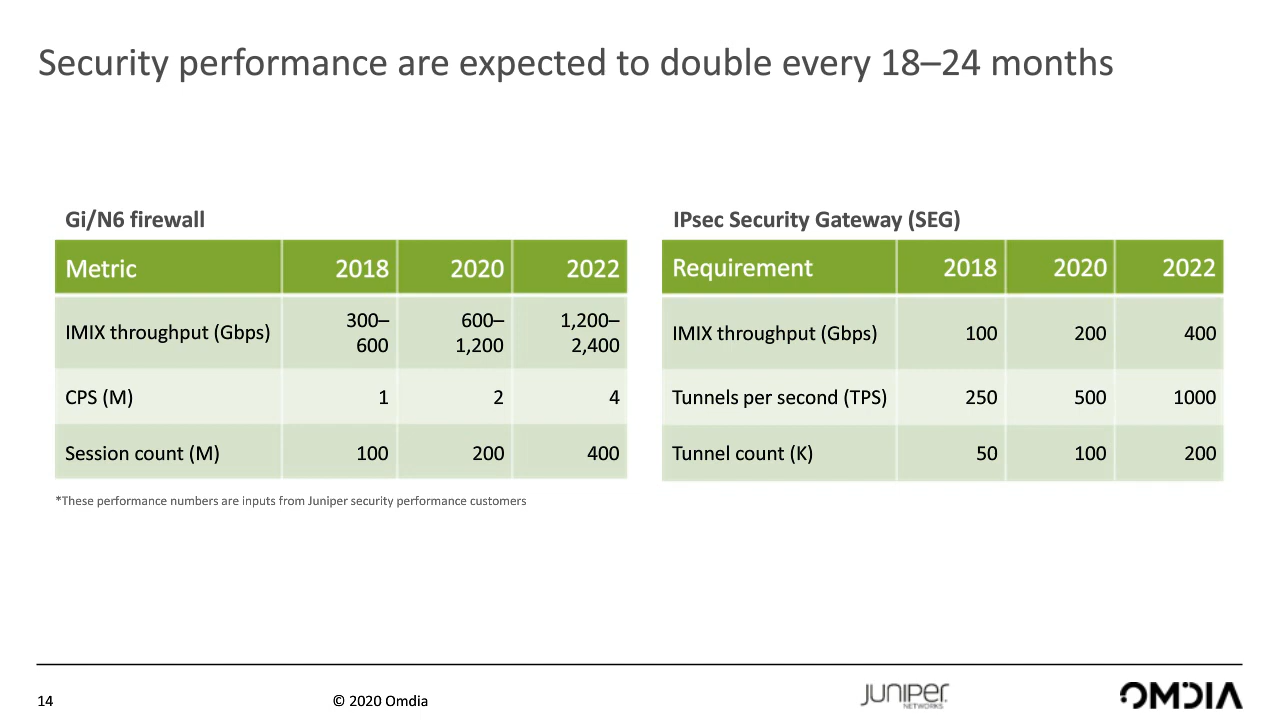 Security performance are expected to double every 18–24 months
Gi/N6 firewall
Metric 2018 2020 2022
IMIX throughput (Gbps) 300–600 600–1,200 1,200–2,400
CPS (M) 1 2 4
Session count (M) 100 200 400
*These performance numbers are inputs from Juniper security performance customers
IPsec Security Gateway (SEG)
Requirement 2018 2020 2022
IMIX throughput (Gbps) 100 200 400
Tunnels per second (TPS) 250 500 1000
Tunnel count (K) 50 100 200
14
© 2020 Omdia
JUNIPER
NETWORKS
OMDIA